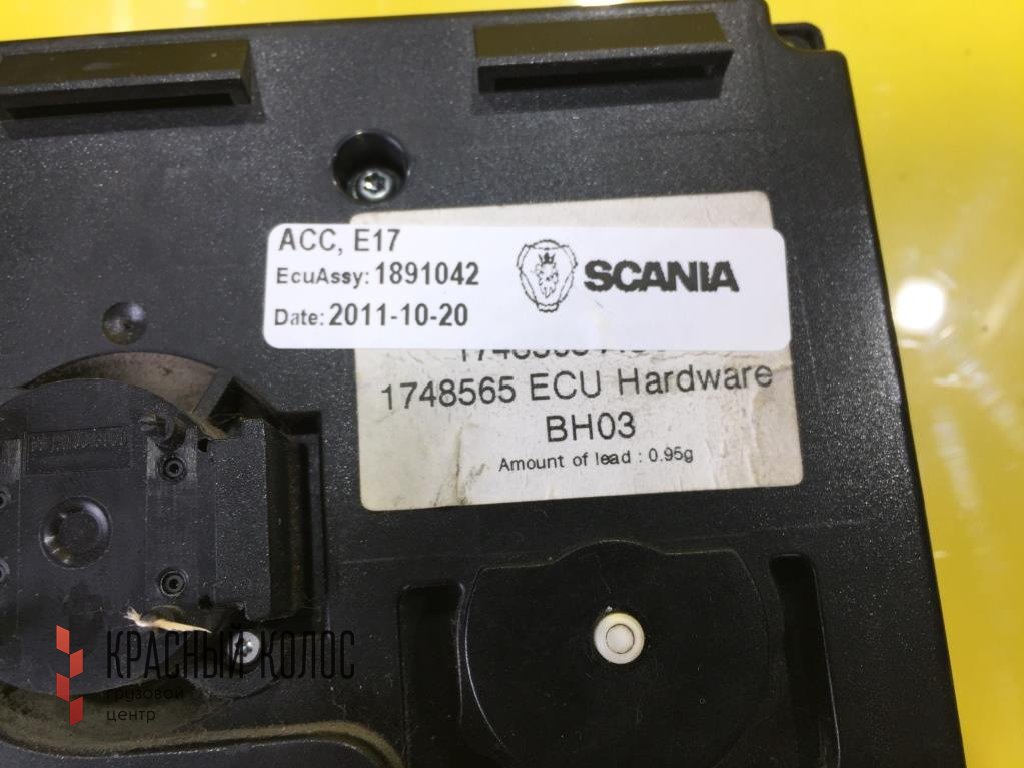 ACC, E17
EcuAssy: 1891042
Date: 2011-10-20
SCANIA
1748565 ECU Hardware
BH03
Amount of lead : 0.95g
КРАСНЫЙ КОЛОС
грузовой
центр